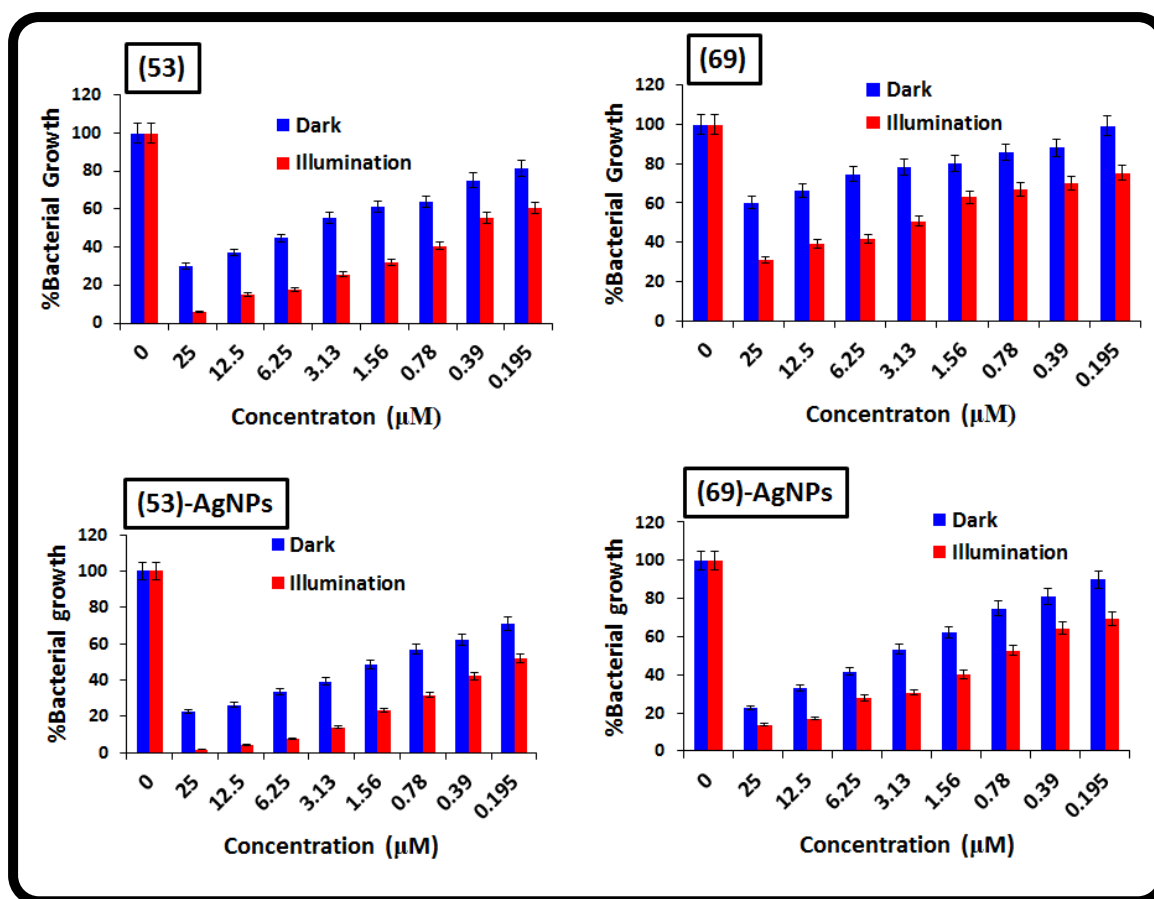 (53)
%Bacterial Growth
120
100
80
60
40
20
0
Dark
Illumination
0 25 12.5 6.25 3.13 1.56 0.78 0.39 0.195
Concentraton (μM)
(69)
%Bacterial Growth
120
100
80
60
40
20
0
Dark
Illumination
0 25 12.5 6.25 3.13 1.56 0.78 0.39 0.195
Concentraton (μM)
(53)-AgNPs
%Bacterial growth
120
100
80
60
40
20
0
Dark
Illumination
0 25 12.5 6.25 3.13 1.56 0.78 0.39 0.195
Concentration (μM)
(69)-AgNPs
%Bacterial growth
120
100
80
60
40
20
0
Dark
Illumination
0 25 12.5 6.25 3.13 1.56 0.78 0.39 0.195
Concentration (μM)